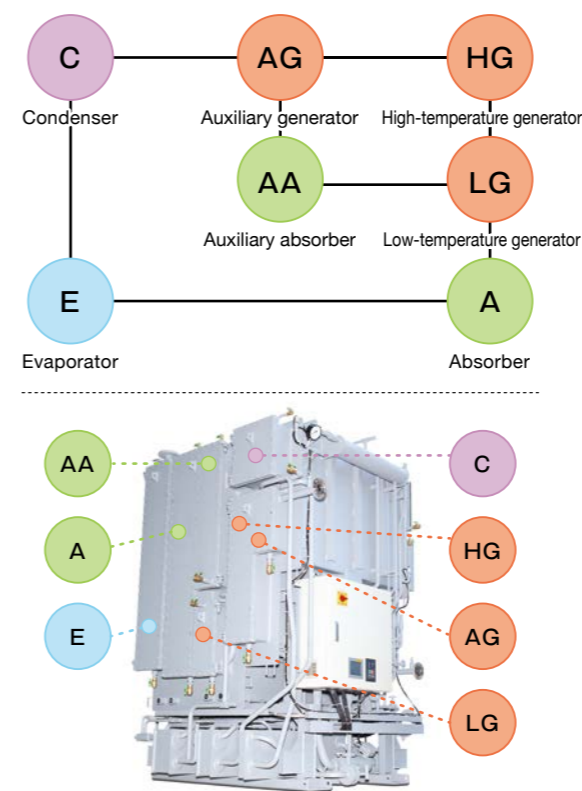 C
AG
HG
Condenser
Auxiliary generator
High-temperature generator
AA
LG
Auxiliary absorber
Low-temperature generator
E
A
Evaporator
Absorber
AA
C
A
HG
E
AG
LG